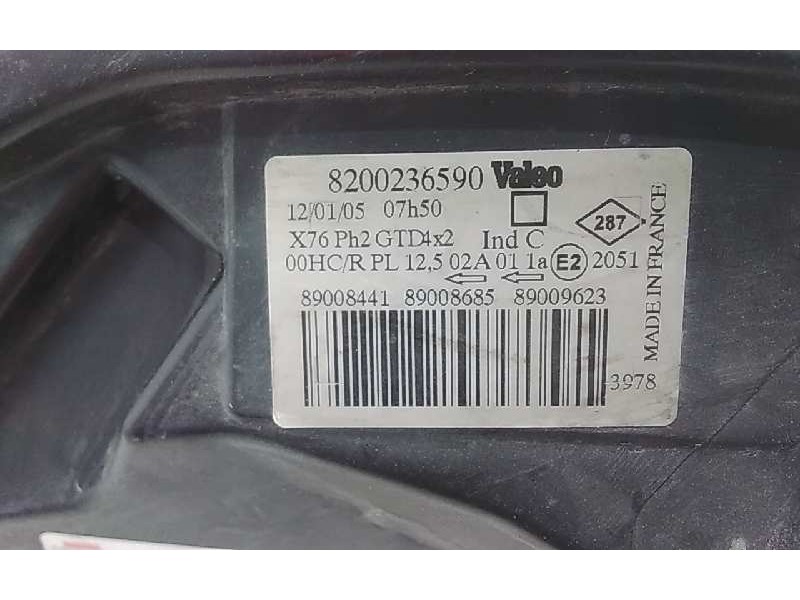 8200236590 Valeo
12/01/05 07h50
287
X76 Ph2 GTD4x2 Ind C
00HC/R PL 12,5 02A 01 1a E2 2051
89008441 89008685 89009623
3978
MADE IN FRANCE